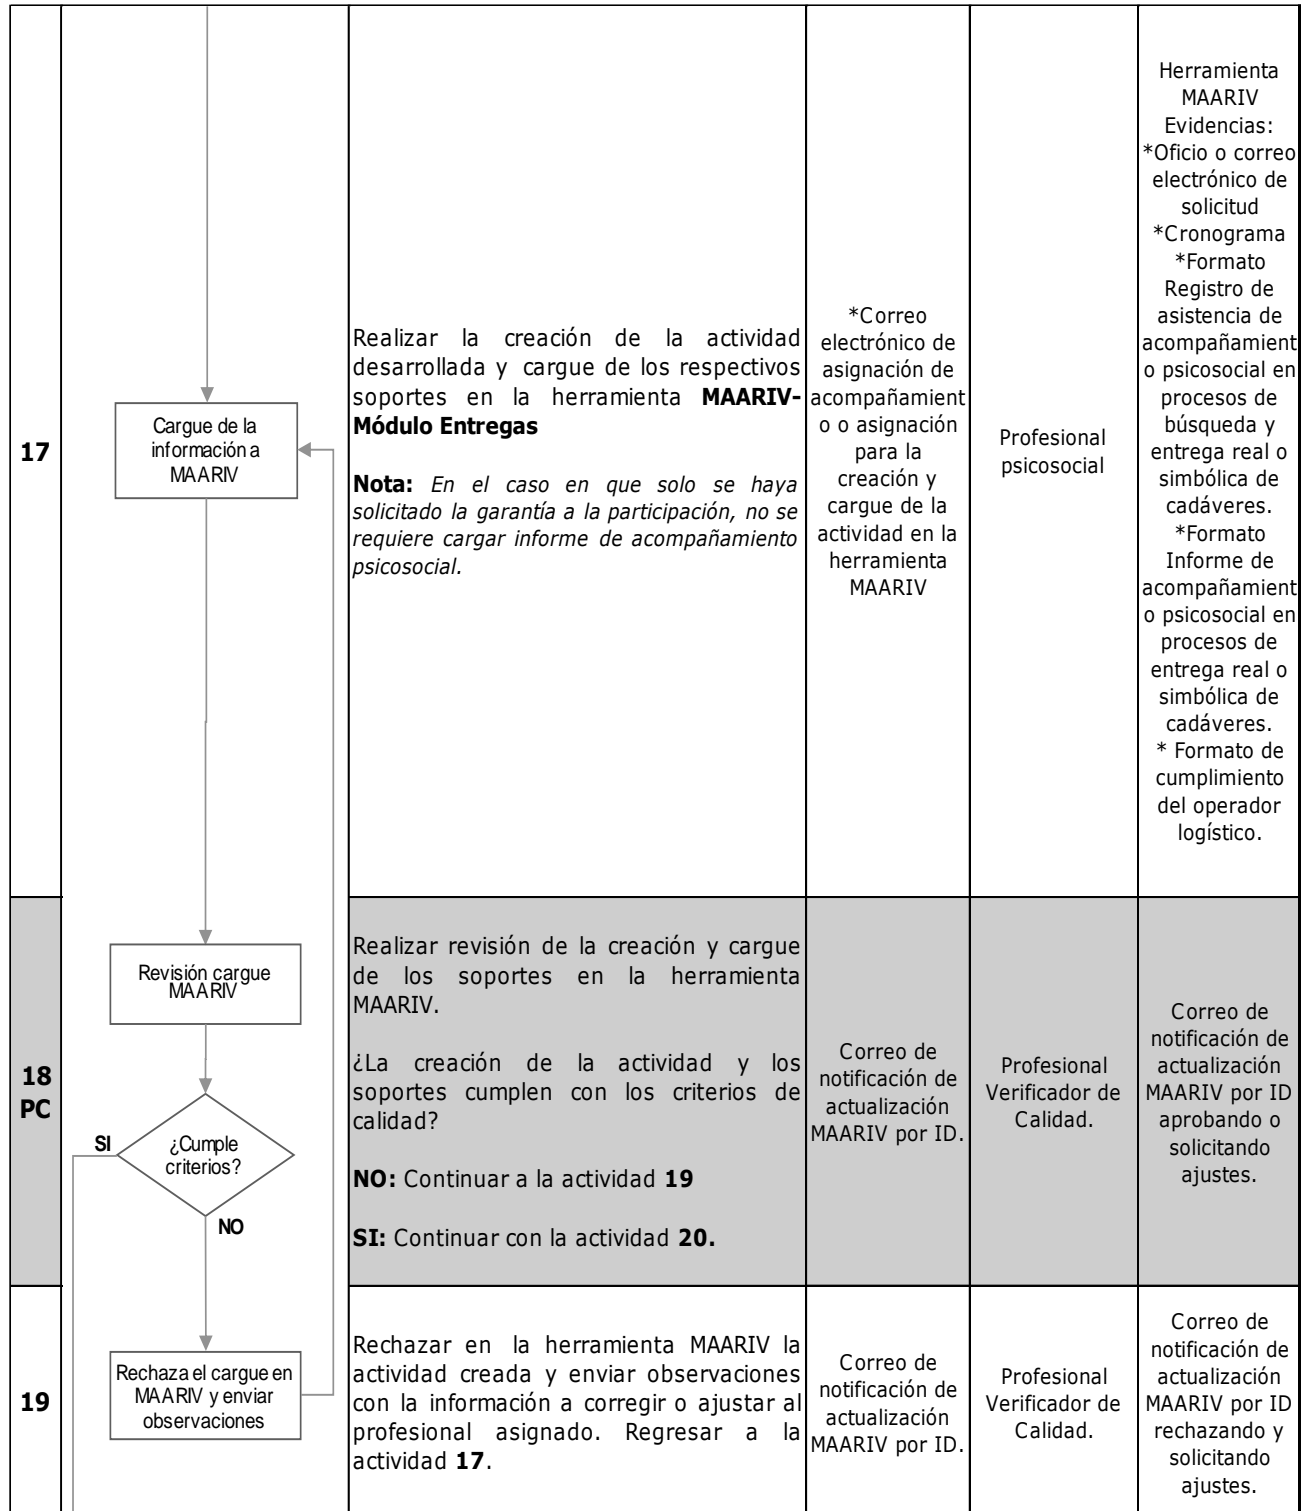 17
Cargue de la
información a
MAARIV
Realizar la creación de la actividad
desarrollada y cargue de los respectivos
soportes en la herramienta MAARIV-
Módulo Entregas
Nota: En el caso en que solo se haya
solicitado la garantía a la participación, no se
requiere cargar informe de acompañamiento
psicosocial.
*Correo
electrónico de
asignación de
acompañamient
o o asignación
para la
creación y
cargue de la
actividad en la
herramienta
MAARIV
Profesional
psicosocial
Herramienta
MAARIV
Evidencias:
*Oficio o correo
electrónico de
solicitud
*Cronograma
*Formato
Registro de
asistencia de
acompañamient
o psicosocial en
procesos de
búsqueda y
entrega real o
simbólica de
cadáveres.
*Formato
Informe de
acompañamient
o psicosocial en
procesos de
entrega real o
simbólica de
cadáveres.
* Formato de
cumplimiento
del operador
logístico.
18
PC
Revisión cargue
MAARIV
¿Cumple
criterios?
SI
NO
Realizar revisión de la creación y cargue
de los soportes en la herramienta
MAARIV.
¿La creación de la actividad y los
soportes cumplen con los criterios de
calidad?
NO: Continuar a la actividad 19
SI: Continuar con la actividad 20.
Correo de
notificación de
actualización
MAARIV por ID.
Profesional
Verificador de
Calidad.
Correo de
notificación de
actualización
MAARIV por ID
aprobando o
solicitando
ajustes.
19
Rechaza el cargue en
MAARIV y enviar
observaciones
Rechazar en la herramienta MAARIV la
actividad creada y enviar observaciones
con la información a corregir o ajustar al
profesional asignado. Regresar a la
actividad 17.
Correo de
notificación de
actualización
MAARIV por ID.
Profesional
Verificador de
Calidad.
Correo de
notificación de
actualización
MAARIV por ID
rechazando y
solicitando
ajustes.